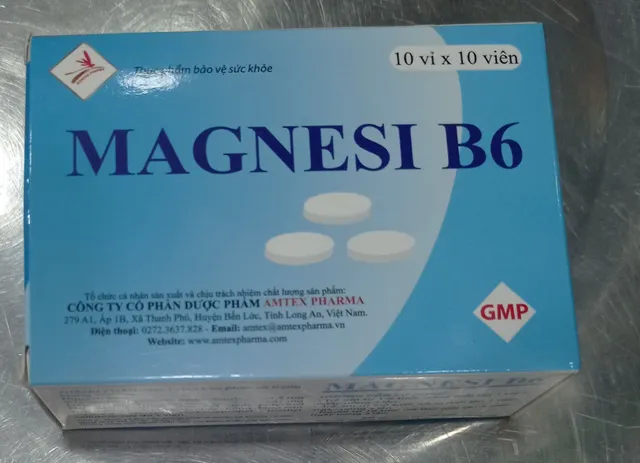 Thực phẩm bảo vệ sức khỏe
10 vỉ x 10 viên
MAGNESI B6
Tổ chức cá nhân sản xuất và chịu trách nhiệm chất lượng sản phẩm:
CÔNG TY CỔ PHẦN DƯỢC PHẨM AMTEX PHARMA
279 A1, Ấp 1B, Xã Thanh Phú, Huyện Bến Lức, Tỉnh Long An, Việt Nam.
Điện thoại: 0272.3637.828 - Email: amtex@amtexpharma.vn
Website: www.amtexpharma.com
GMP
MAGNESI B6